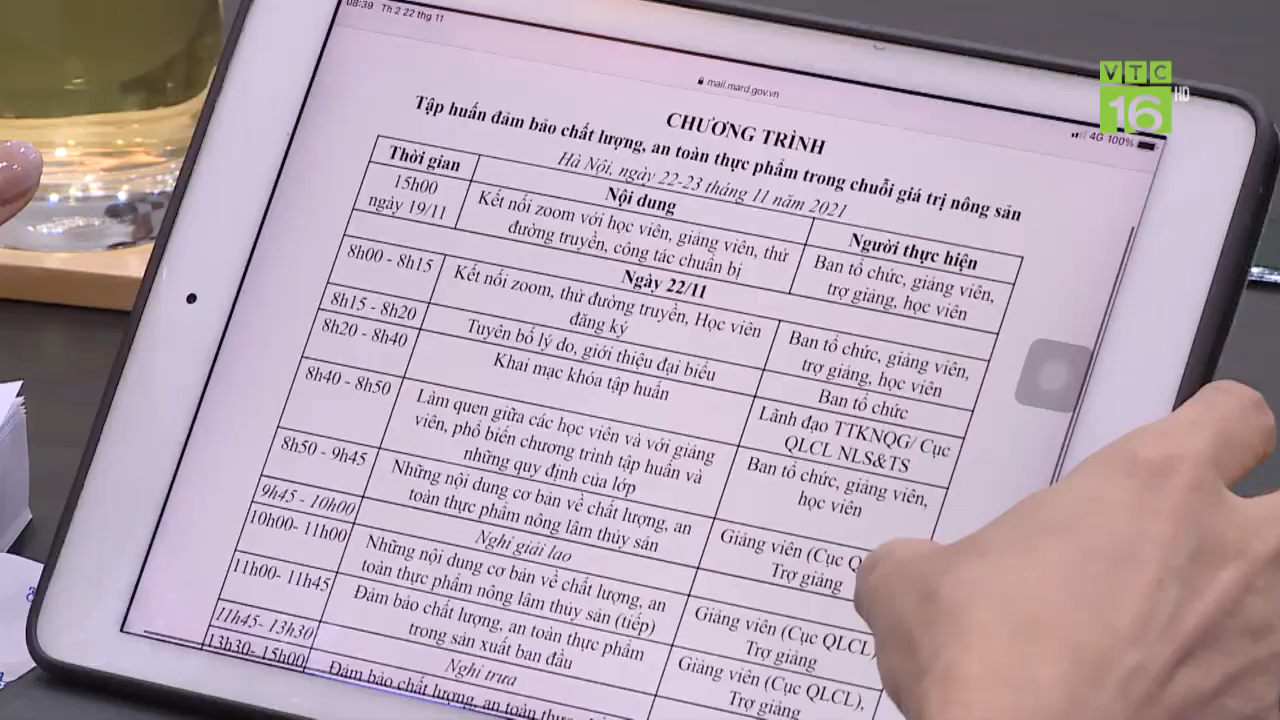 08:39 Th 2 22 thg 11
mail.mard.gov.vn
4G 100%
VTC
16 HD
CHƯƠNG TRÌNH
Tập huấn đảm bảo chất lượng, an toàn thực phẩm trong chuỗi giá trị nông sản
Hà Nội, ngày 22-23 tháng 11 năm 2021
Thời gian
Nội dung
Người thực hiện
15h00
ngày 19/11
Kết nối zoom với học viên, giảng viên, thử
đường truyền, công tác chuẩn bị
Ban tổ chức, giảng viên,
trợ giảng, học viên
Ngày 22/11
8h00 - 8h15
Kết nối zoom, thử đường truyền, Học viên
đăng ký
Ban tổ chức, giảng viên,
trợ giảng, học viên
8h15 - 8h20
Tuyên bố lý do, giới thiệu đại biểu
Ban tổ chức
8h20 - 8h40
Khai mạc khóa tập huấn
Lãnh đạo TTKNQG/ Cục
QLCL NLS&TS
8h40 - 8h50
Làm quen giữa các học viên và với giảng
viên, phổ biến chương trình tập huấn và
những quy định của lớp
Ban tổ chức, giảng viên,
học viên
8h50 - 9h45
Những nội dung cơ bản về chất lượng, an
toàn thực phẩm nông lâm thủy sản
Giảng viên (Cục
Trợ giảng
9h45 - 10h00
Nghỉ giải lao
10h00- 11h00
Những nội dung cơ bản về chất lượng, an
toàn thực phẩm nông lâm thủy sản (tiếp)
Giảng viên (Cục QLCL)
Trợ giảng
11h00- 11h45
Đảm bảo chất lượng, an toàn thực phẩm
trong sản xuất ban đầu
Giảng viên (Cục QLCL),
Trợ giảng
11h45- 13h30
Nghỉ trưa
13h30- 15h00
Đảm bảo chất lượng, an toàn thực